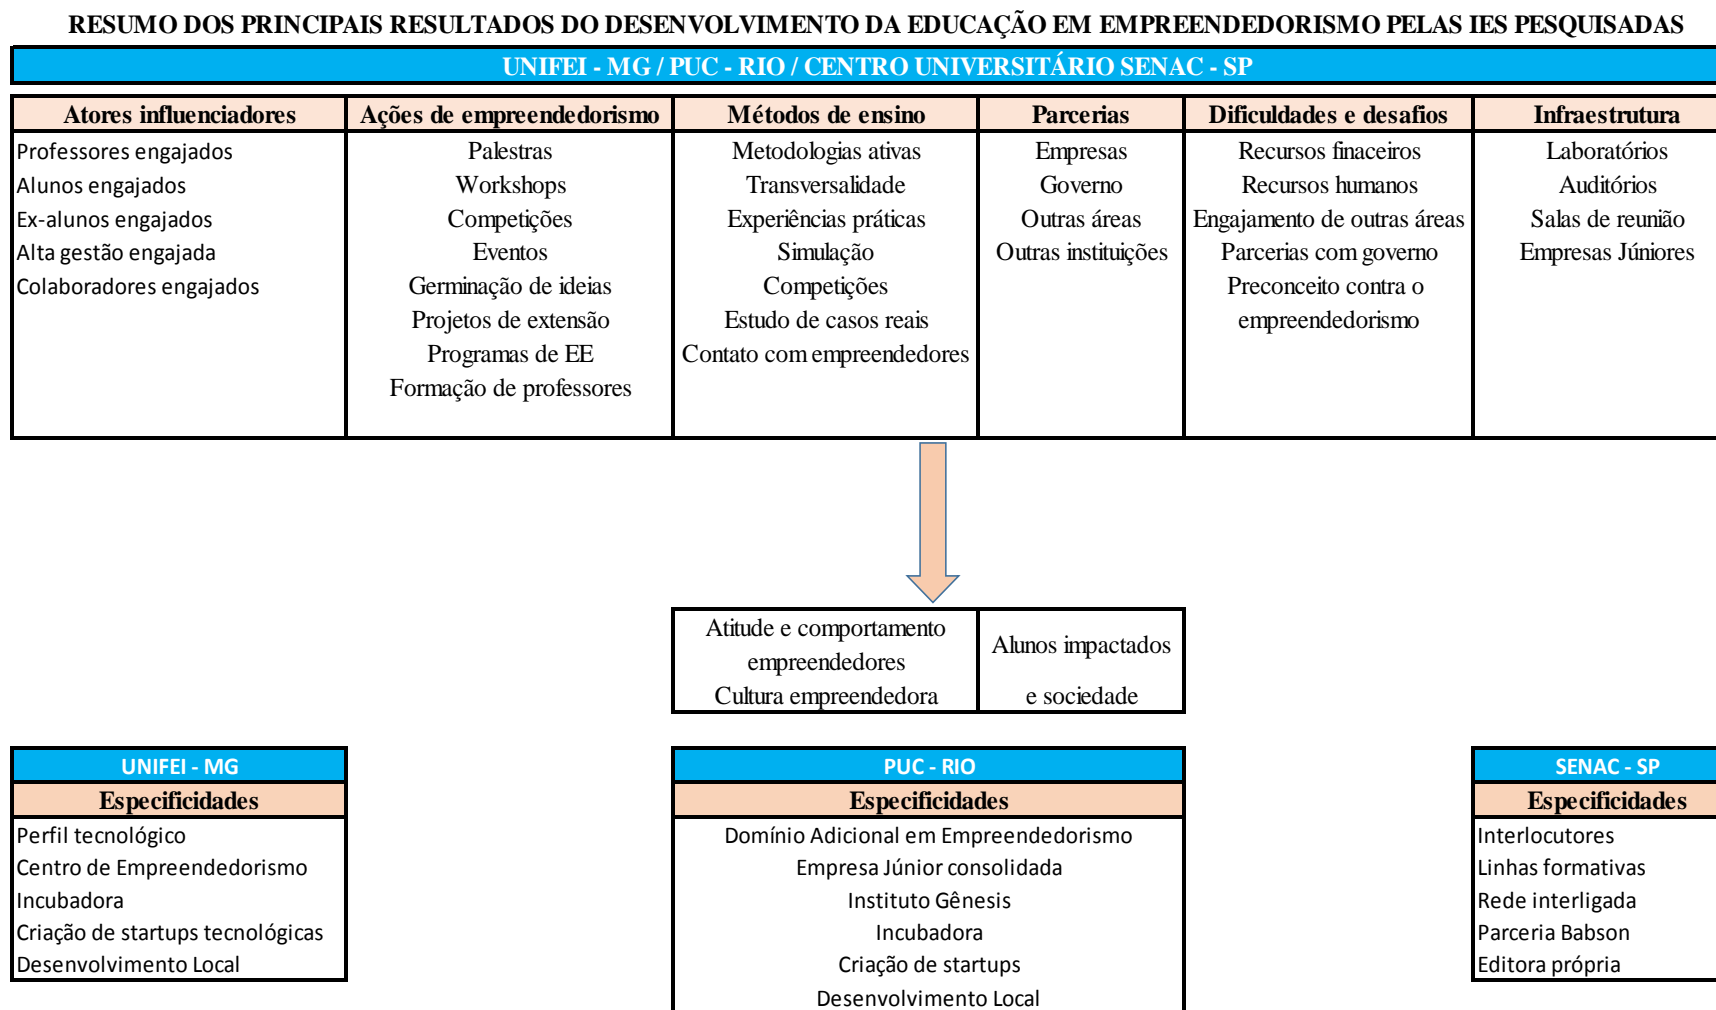 RESUMO DOS PRINCIPAIS RESULTADOS DO DESENVOLVIMENTO DA EDUCAÇÃO EM EMPREENDEDORISMO PELAS IES PESQUISADAS
UNIFEI - MG / PUC - RIO / CENTRO UNIVERSITÁRIO SENAC - SP
Atores influenciadores
Professores engajados
Alunos engajados
Ex-alunos engajados
Alta gestão engajada
Colaboradores engajados
Ações de empreendedorismo
Palestras
Workshops
Competições
Eventos
Germinação de ideias
Projetos de extensão
Programas de EE
Formação de professores
Métodos de ensino
Metodologias ativas
Transversalidade
Experiências práticas
Simulação
Competições
Estudo de casos reais
Contato com empreendedores
Parcerias
Empresas
Governo
Outras áreas
Outras instituições
Dificuldades e desafios
Recursos finaceiros
Recursos humanos
Engajamento de outras áreas
Parcerias com governo
Preconceito contra o
empreendedorismo
Infraestrutura
Laboratórios
Auditórios
Salas de reunião
Empresas Júniores
Atitude e comportamento
empreendedores
Cultura empreendedora
Alunos impactados
e sociedade
UNIFEI - MG
Especificidades
Perfil tecnológico
Centro de Empreendedorismo
Incubadora
Criação de startups tecnológicas
Desenvolvimento Local
PUC - RIO
Especificidades
Domínio Adicional em Empreendedorismo
Empresa Júnior consolidada
Instituto Gênesis
Incubadora
Criação de startups
Desenvolvimento Local
SENAC - SP
Especificidades
Interlocutores
Linhas formativas
Rede interligada
Parceria Babson
Editora própria